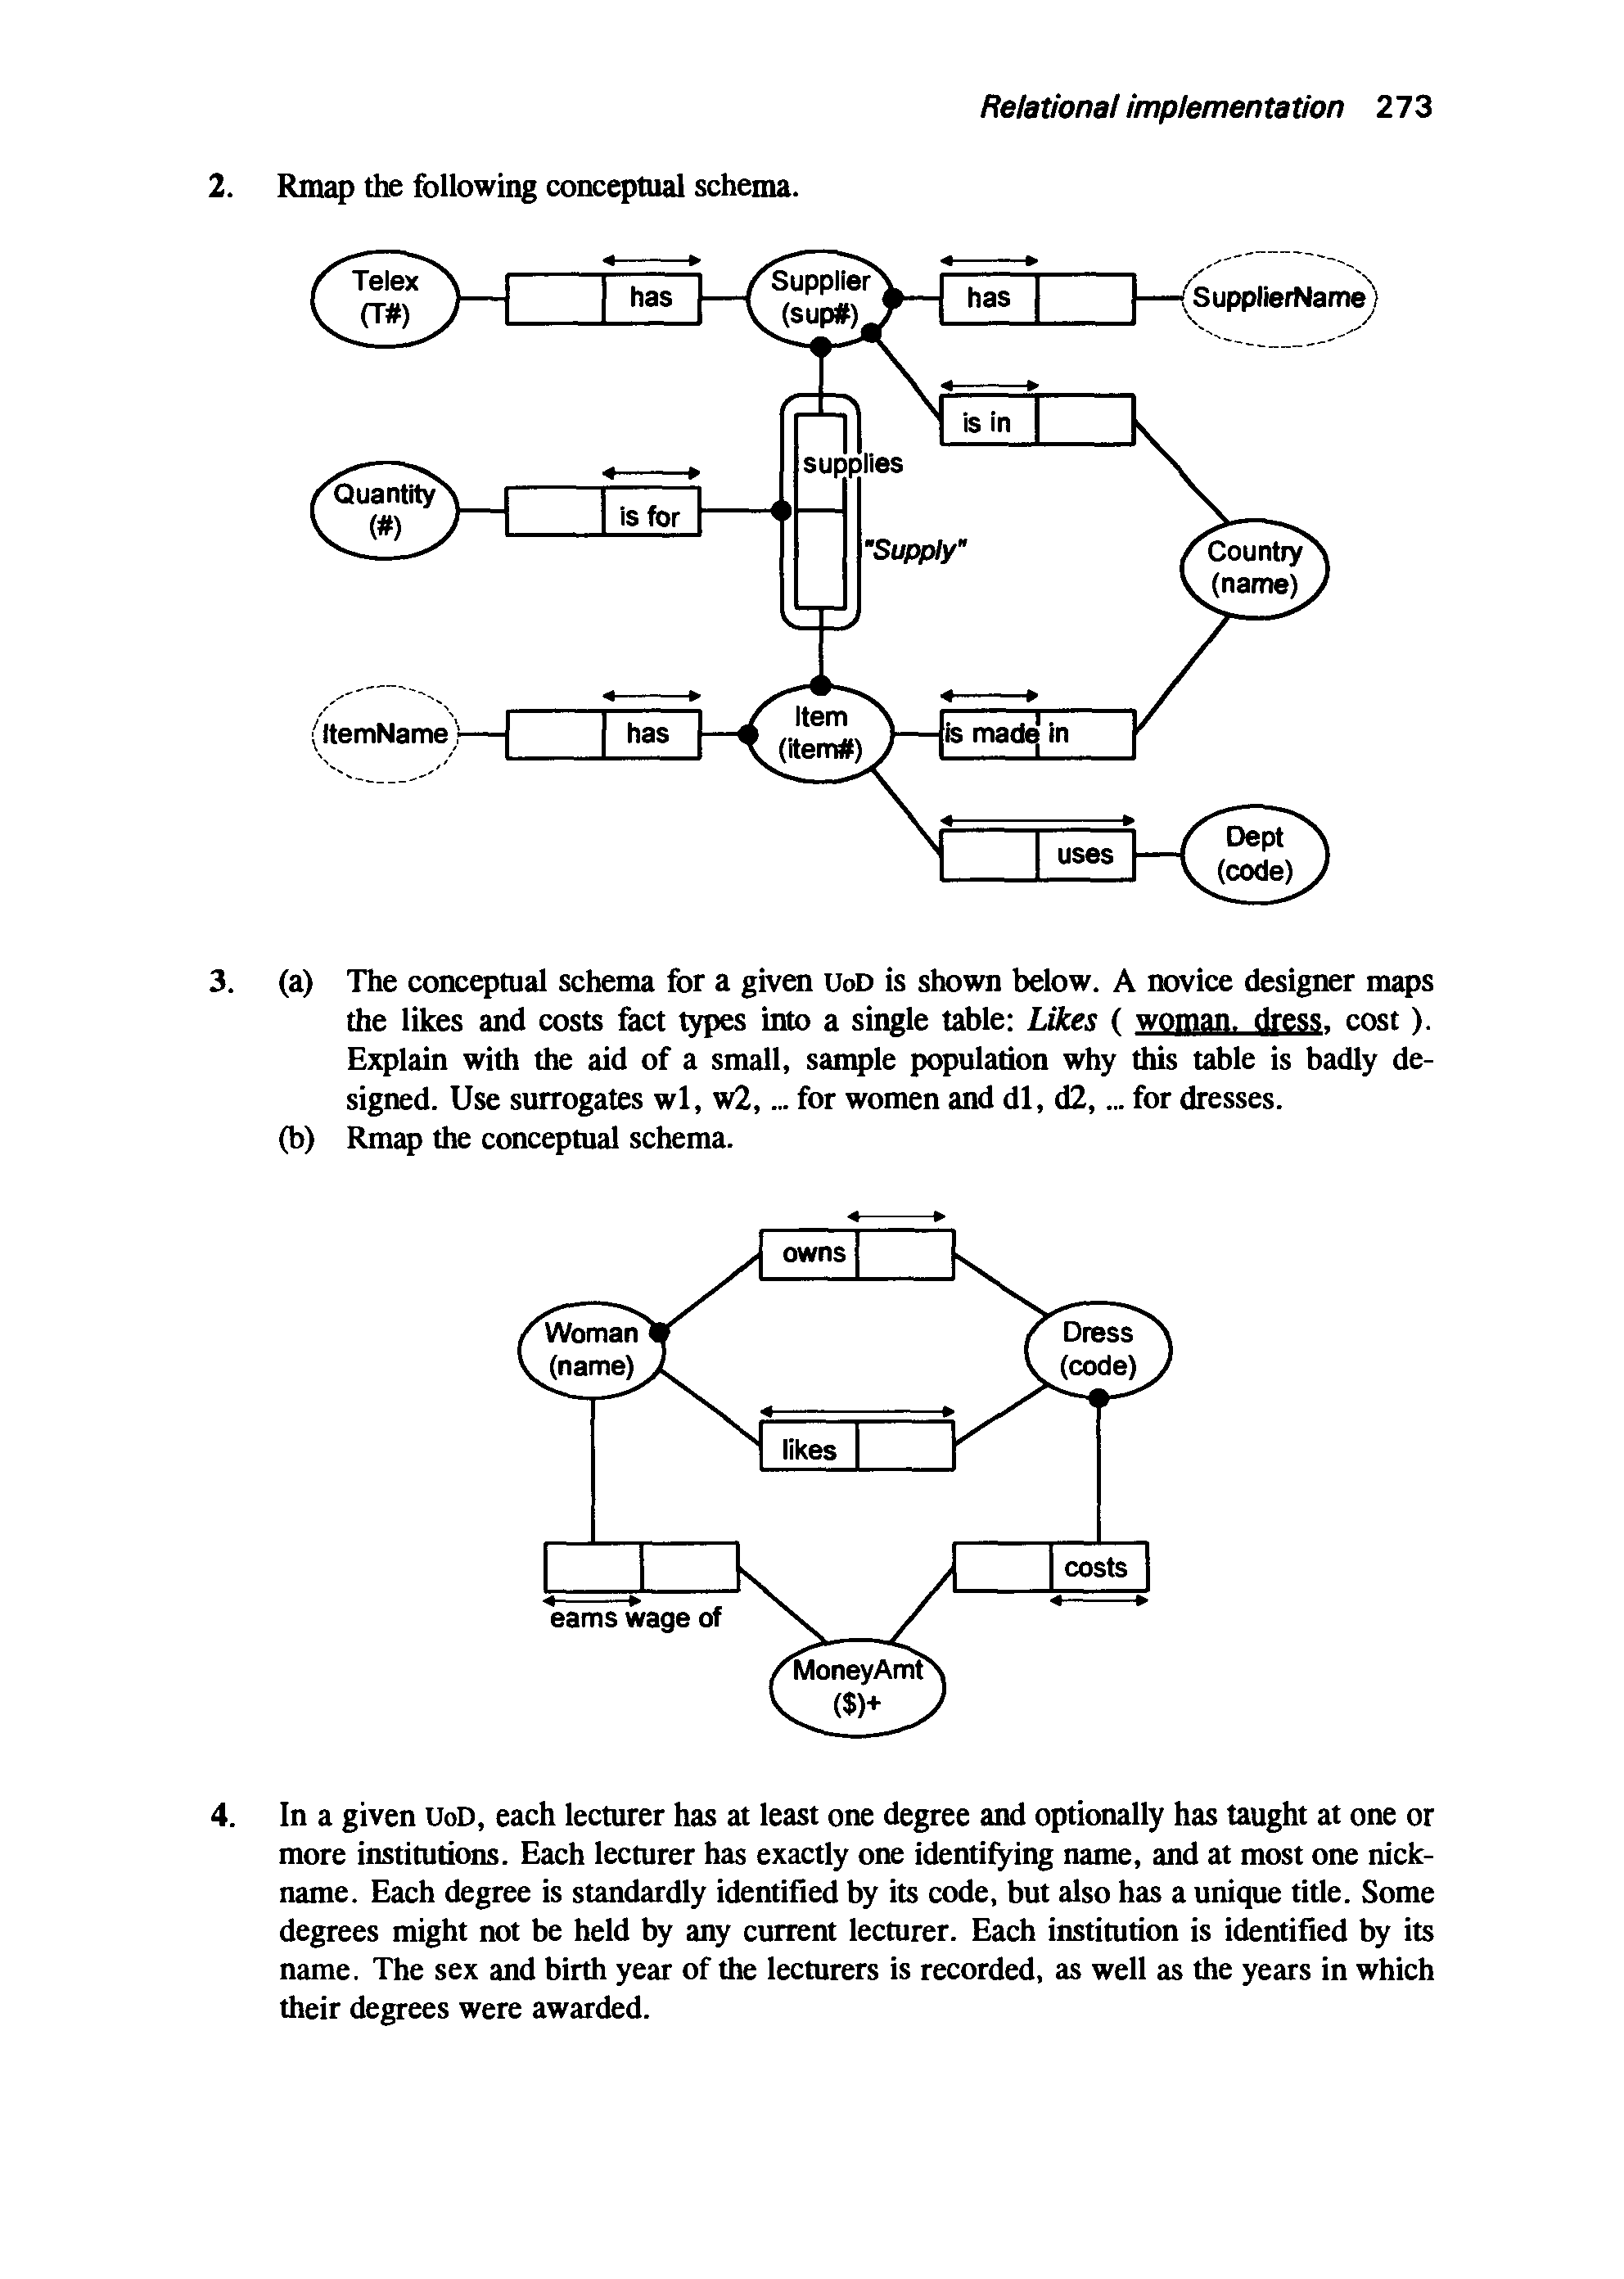 Relational implementation 273
2. Rmap the following conceptual schema.
Telex
(T#)
has
Supplier
(sup#)
has
SupplierName
is in
supplies
Quantity
(#)
is for
"Supply"
Country
(name)
ItemName
has
Item
(item#)
is made in
uses
Dept
(code)
3. (a) The conceptual schema for a given UoD is shown below. A novice designer maps
the likes and costs fact types into a single table: Likes ( woman, dress, cost ).
Explain with the aid of a small, sample population why this table is badly de-
signed. Use surrogates w1, w2, ... for women and d1, d2, ... for dresses.
(b) Rmap the conceptual schema.
owns
Woman
(name)
Dress
(code)
likes
costs
eams wage of
MoneyAmt
($)+
4. In a given UoD, each lecturer has at least one degree and optionally has taught at one or
more institutions. Each lecturer has exactly one identifying name, and at most one nick-
name. Each degree is standardly identified by its code, but also has a unique title. Some
degrees might not be held by any current lecturer. Each institution is identified by its
name. The sex and birth year of the lecturers is recorded, as well as the years in which
their degrees were awarded.